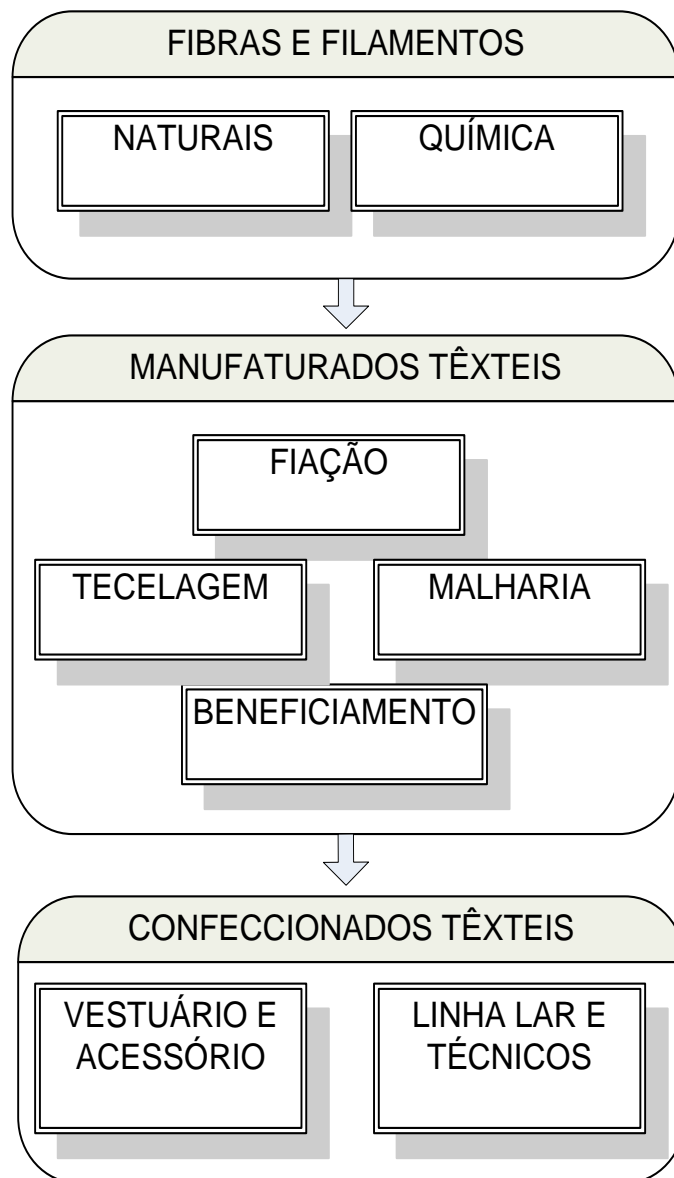 FIBRAS E FILAMENTOS
NATURAIS
QUÍMICA
MANUFATURADOS TÊXTEIS
FIAÇÃO
TECELAGEM
MALHARIA
BENEFICIAMENTO
CONFECCIONADOS TÊXTEIS
VESTUÁRIO E
ACESSÓRIO
LINHA LAR E
TÉCNICOS